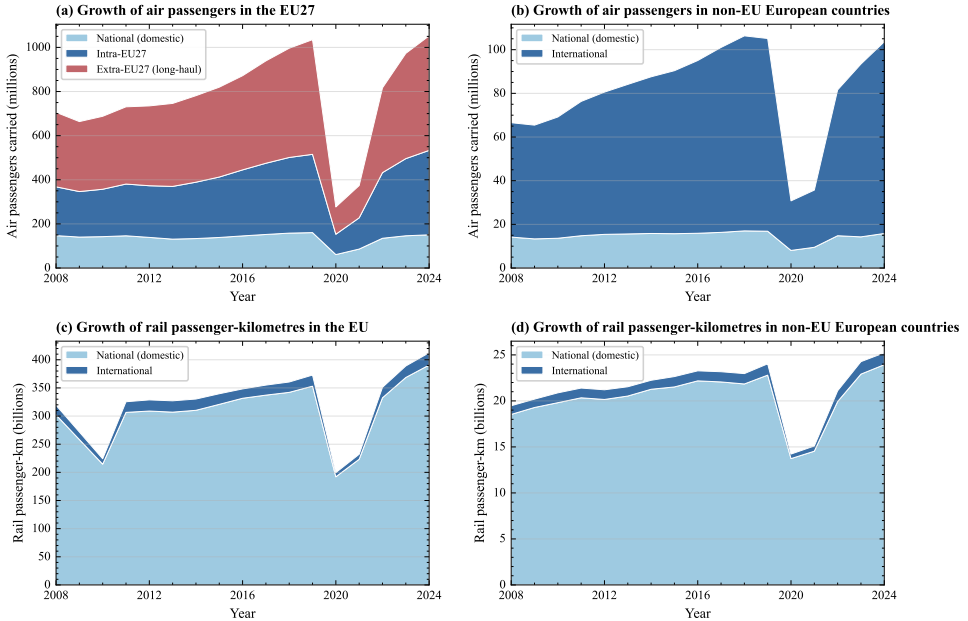 (a) Growth of air passengers in the EU27
National (domestic)
Intra-EU27
Extra-EU27 (long-haul)
Air passengers carried (millions)
1000
800
600
400
200
0
2008 2012 2016 2020 2024
Year
(b) Growth of air passengers in non-EU European countries
National (domestic)
International
Air passengers carried (millions)
100
80
60
40
20
0
2008 2012 2016 2020 2024
Year
(c) Growth of rail passenger-kilometres in the EU
National (domestic)
International
Rail passenger-km (billions)
400
350
300
250
200
150
100
50
0
2008 2012 2016 2020 2024
Year
(d) Growth of rail passenger-kilometres in non-EU European countries
National (domestic)
International
Rail passenger-km (billions)
25
20
15
10
5
0
2008 2012 2016 2020 2024
Year